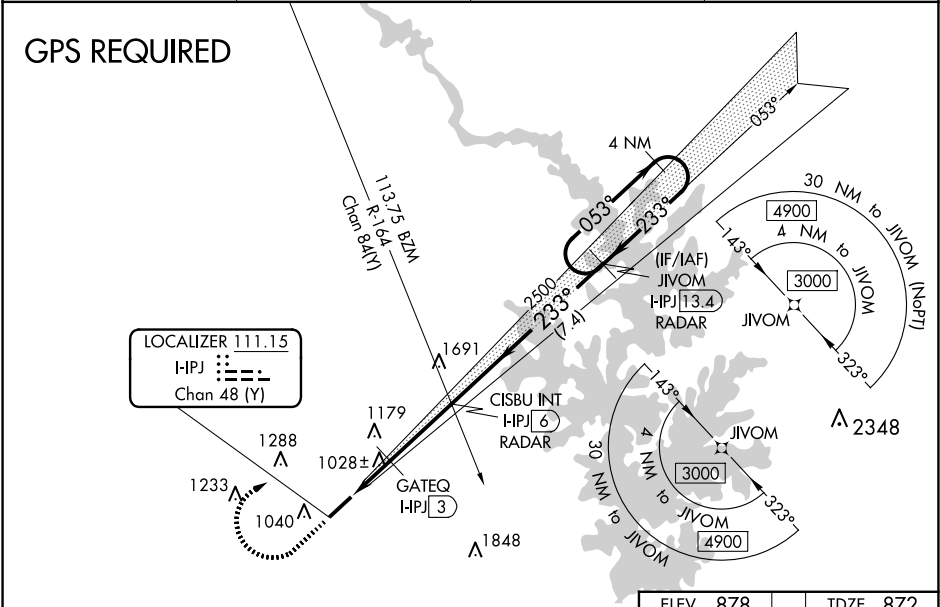 GPS REQUIRED
053°
4 NM
053°
233°
113.75 BZM
R-164
Chan 84(Y)
30 NM to JIVOM (NoPT)
4900
4 NM to JIVOM
143°
3000
JIVOM
323°
(IF/IAF)
JIVOM
I-IPJ 13.4
RADAR
2500
233°
(7.4)
LOCALIZER 111.15
I-IPJ
Chan 48 (Y)
1691
CISBU INT
I-IPJ 6
RADAR
1179
1288
1028±
1233
GATEQ
I-IPJ 3
1040
1848
2348
143°
JIVOM
3000
4 NM to JIVOM
323°
30 NM to JIVOM
4900
ELEV 878
TDZE 872